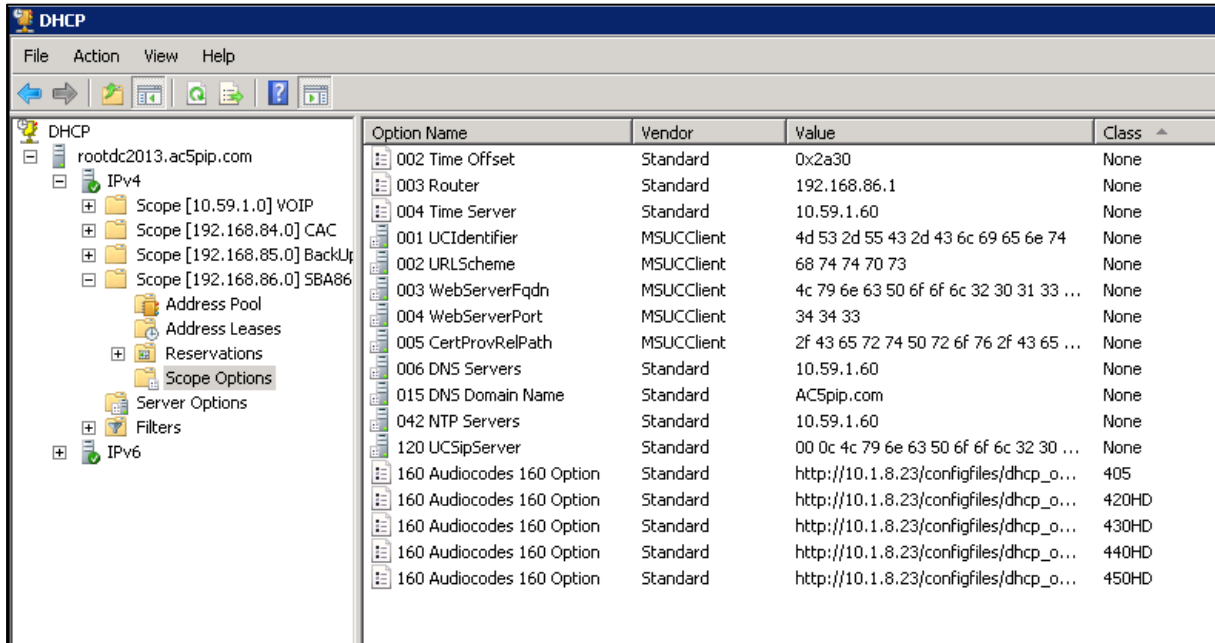 DHCP
File Action View Help
DHCP
rootdc2013.ac5pip.com
IPv4
Scope [10.59.1.0] VOIP
Scope [192.168.84.0] CAC
Scope [192.168.85.0] BackUp
Scope [192.168.86.0] SBA86
Address Pool
Address Leases
Reservations
Scope Options
Server Options
Filters
IPv6
Option Name Vendor Value Class
002 Time Offset Standard 0x2a30 None
003 Router Standard 192.168.86.1 None
004 Time Server Standard 10.59.1.60 None
001 UCIdentifier MSUCClient 4d 53 2d 55 43 2d 43 6c 69 65 6e 74 None
002 URLScheme MSUCClient 68 74 74 70 73 None
003 WebServerFqdn MSUCClient 4c 79 6e 63 50 6f 6f 6c 32 30 31 33 ... None
004 WebServerPort MSUCClient 34 34 33 None
005 CertProvRelPath MSUCClient 2f 43 65 72 74 50 72 6f 76 2f 43 65 ... None
006 DNS Servers Standard 10.59.1.60 None
015 DNS Domain Name Standard AC5pip.com None
042 NTP Servers Standard 10.59.1.60 None
120 UCSipServer Standard 00 0c 4c 79 6e 63 50 6f 6f 6c 32 30 ... None
160 Audiocodes 160 Option Standard http://10.1.8.23/configfiles/dhcp_o... 405
160 Audiocodes 160 Option Standard http://10.1.8.23/configfiles/dhcp_o... 420HD
160 Audiocodes 160 Option Standard http://10.1.8.23/configfiles/dhcp_o... 430HD
160 Audiocodes 160 Option Standard http://10.1.8.23/configfiles/dhcp_o... 440HD
160 Audiocodes 160 Option Standard http://10.1.8.23/configfiles/dhcp_o... 450HD